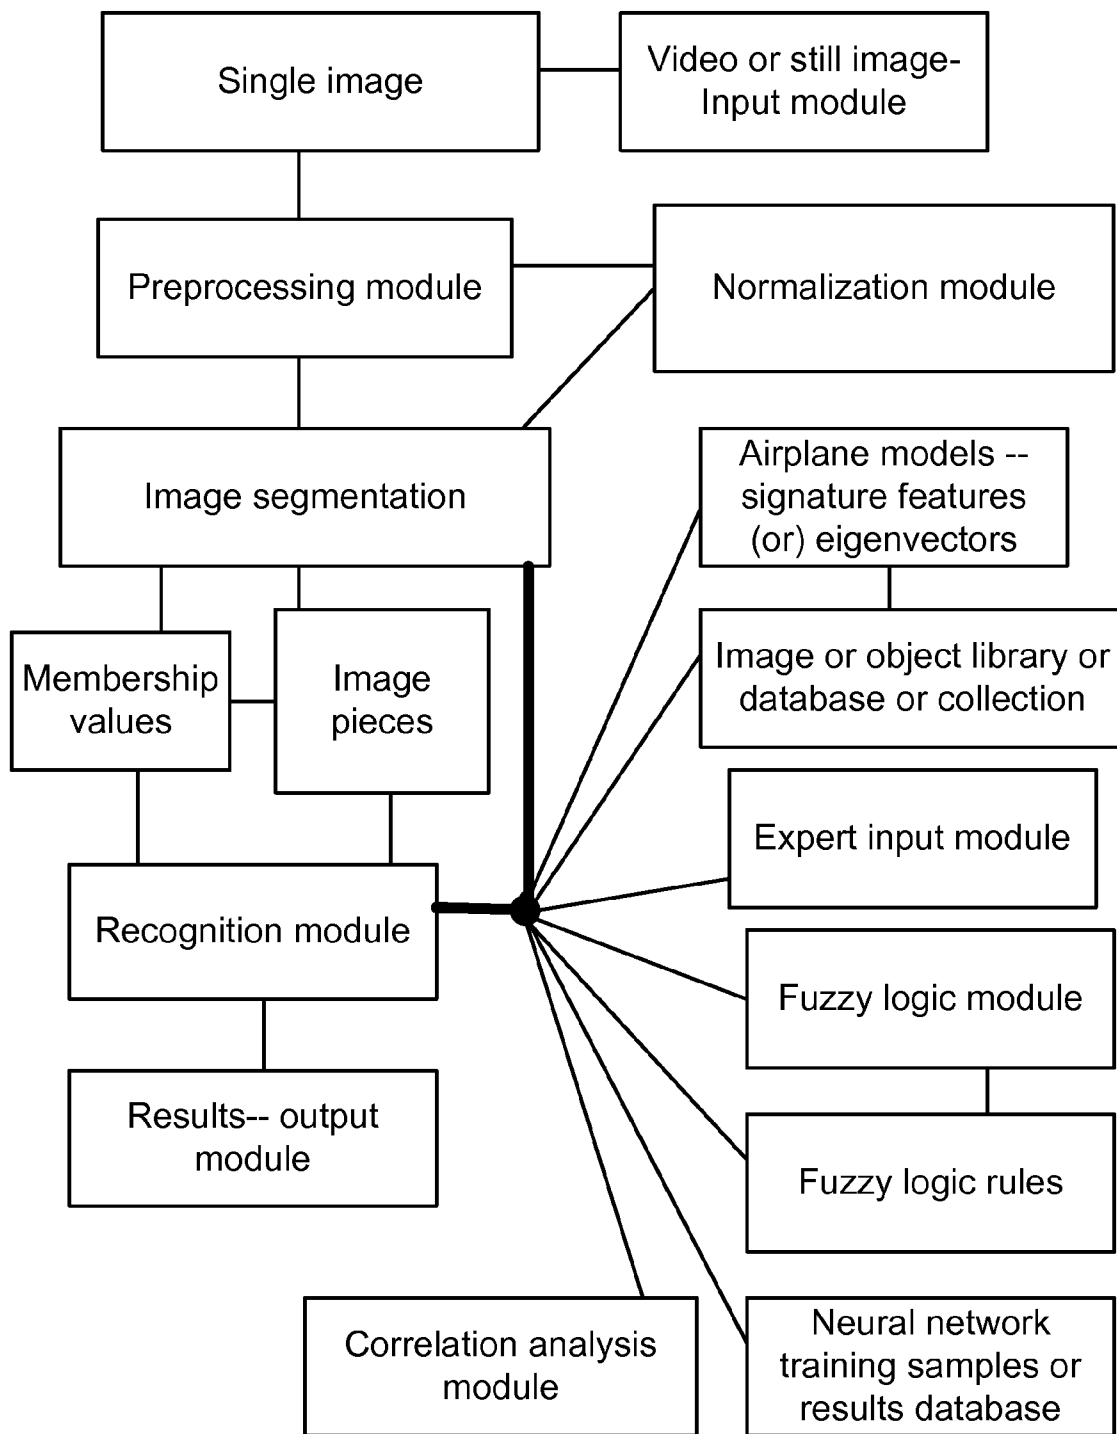 Single image
Video or still image-
Input module
Preprocessing module
Normalization module
Image segmentation
Airplane models --
signature features
(or) eigenvectors
Membership
values
Image
pieces
Image or object library or
database or collection
Expert input module
Recognition module
Fuzzy logic module
Results-- output
module
Fuzzy logic rules
Correlation analysis
module
Neural network
training samples or
results database